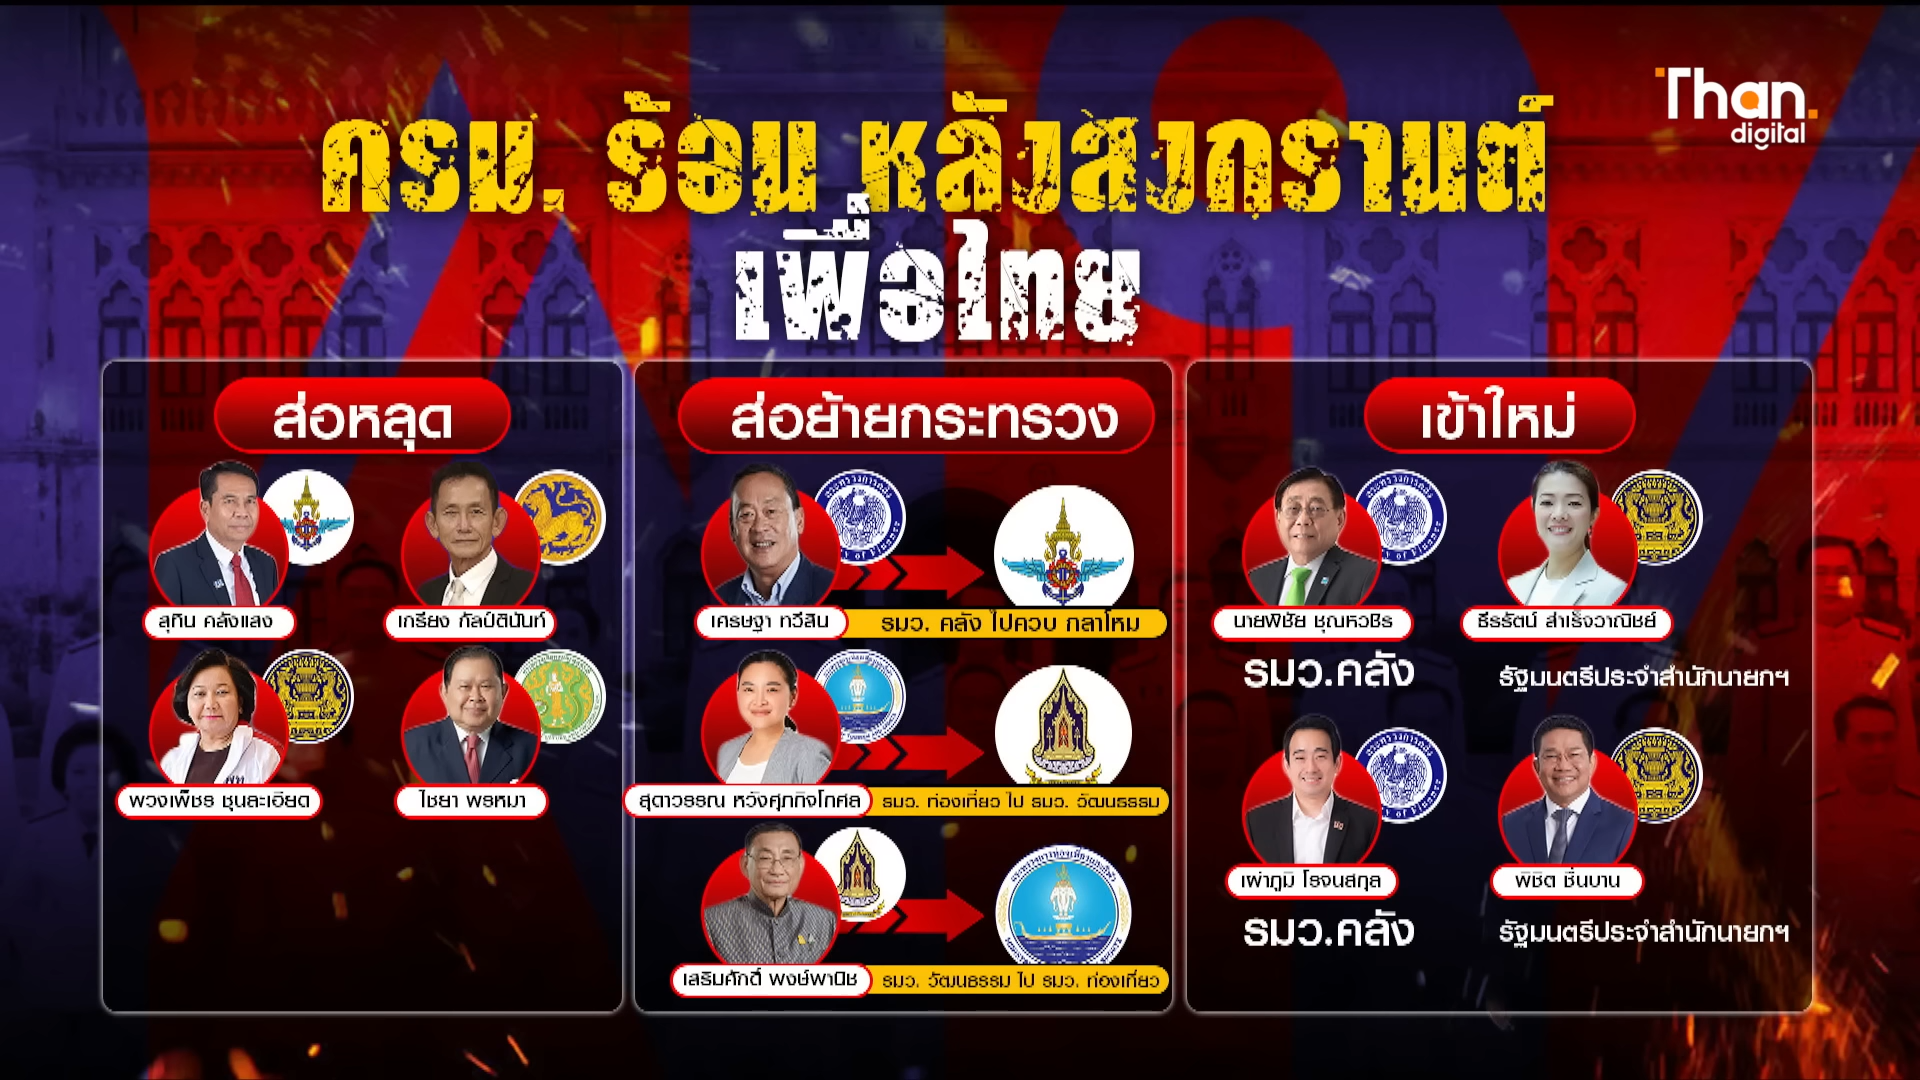 Than.
digital
ครม. ร้อน หลังสงกรานต์
เพื่อไทย
ส่อหลุด
สุทิน คลังแสง
เกรียง กัลป์ตินันท์
พวงเพ็ชร ชุนละเอียด
ไชยา พรหมา
ส่อย้ายกระทรวง
เศรษฐา ทวีสิน
รมว. คลัง ไปควบ กลาโหม
สุดาวรรณ หวังศุภกิจโกศล
รมว. ท่องเที่ยว ไป รมว. วัฒนธรรม
เสริมศักดิ์ พงษ์พานิช
รมว. วัฒนธรรม ไป รมว. ท่องเที่ยว
เข้าใหม่
นายพิชัย ชุณหวชิร
รมว.คลัง
ธีรรัตน์ สำเร็จวาณิชย์
รัฐมนตรีประจำสำนักนายกฯ
เผ่าภูมิ โรจนสกุล
รมว.คลัง
พิชิต ชื่นบาน
รัฐมนตรีประจำสำนักนายกฯ